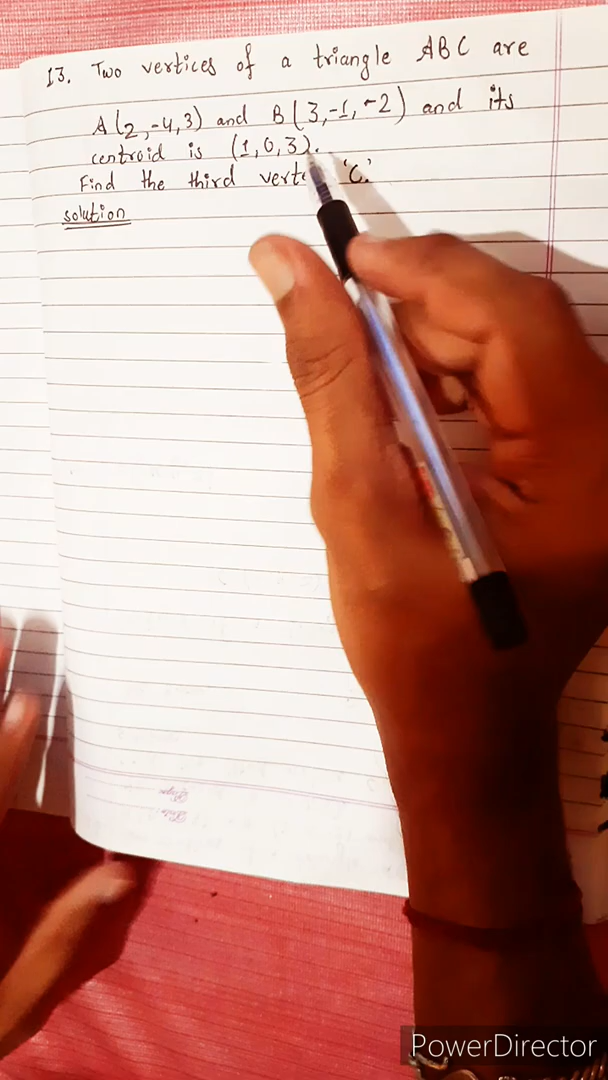 13. Two vertices of a triangle ABC are
A(2,-4,3) and B(3,-1,-2) and its
centroid is (1,0,3).
Find the third 'C.'
solution
PowerDirector